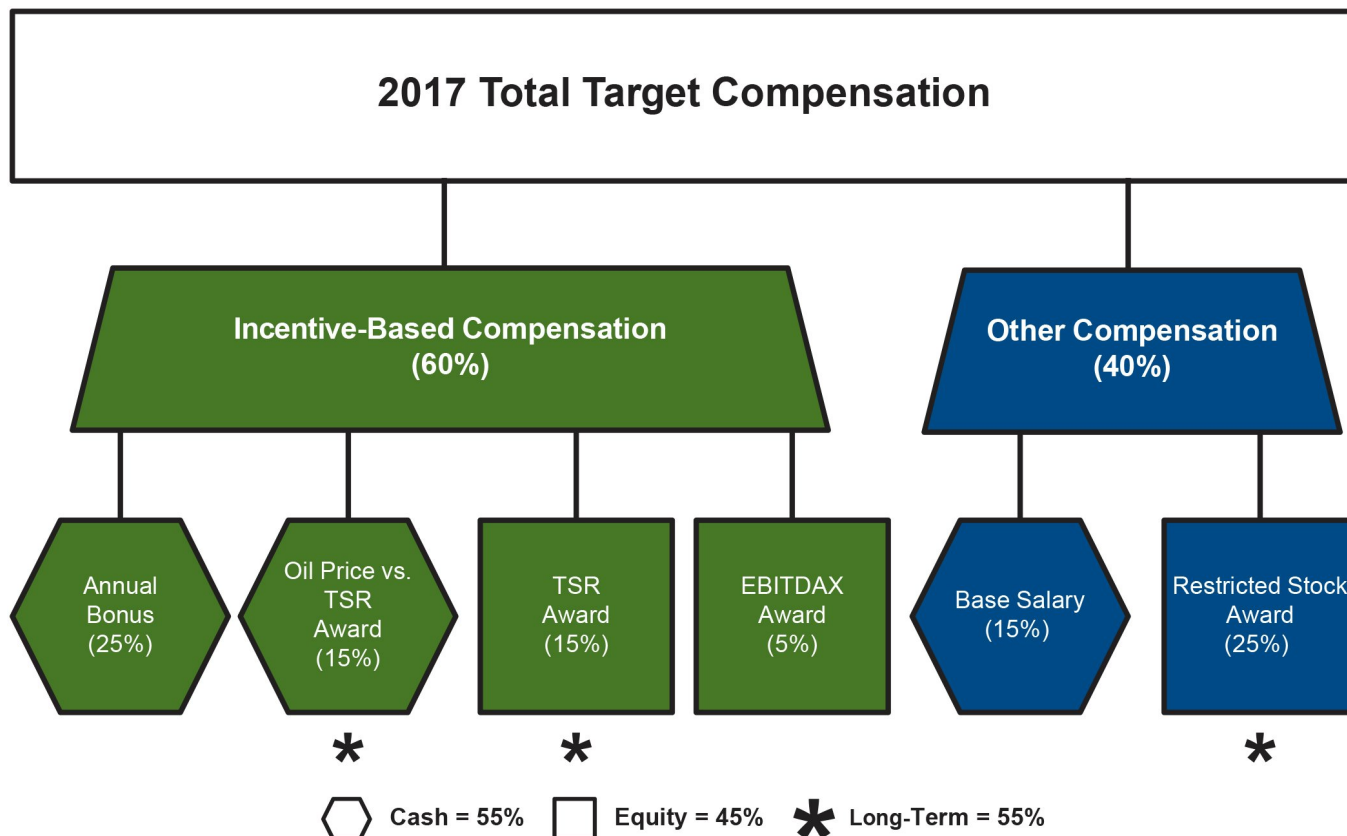 2017 Total Target Compensation
Incentive-Based Compensation
(60%)
Other Compensation
(40%)
Annual
Bonus
(25%)
Oil Price vs.
TSR
Award
(15%)
TSR
Award
(15%)
EBITDAX
Award
(5%)
Base Salary
(15%)
Restricted Stock
Award
(25%)
* * *
Cash = 55% Equity = 45% * Long-Term = 55%